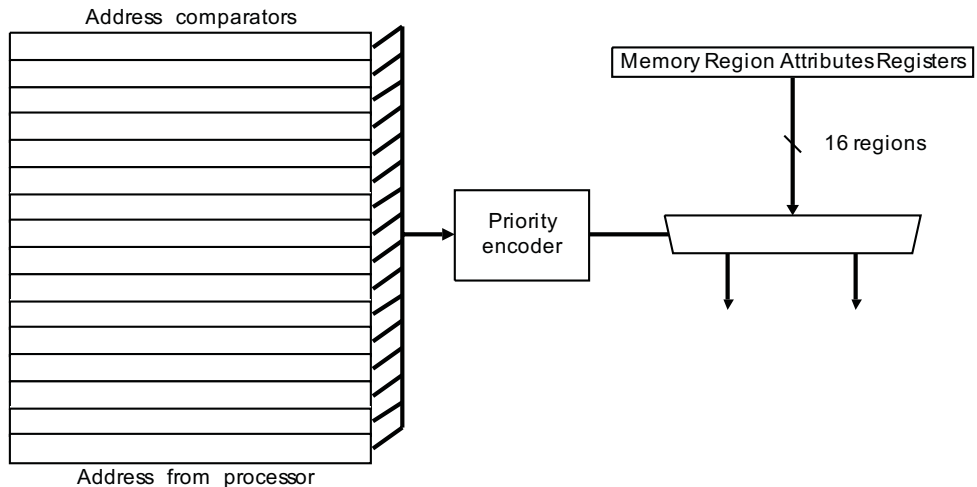 Address comparators
Memory Region Attributes Registers
16 regions
Priority
encoder
Address from processor